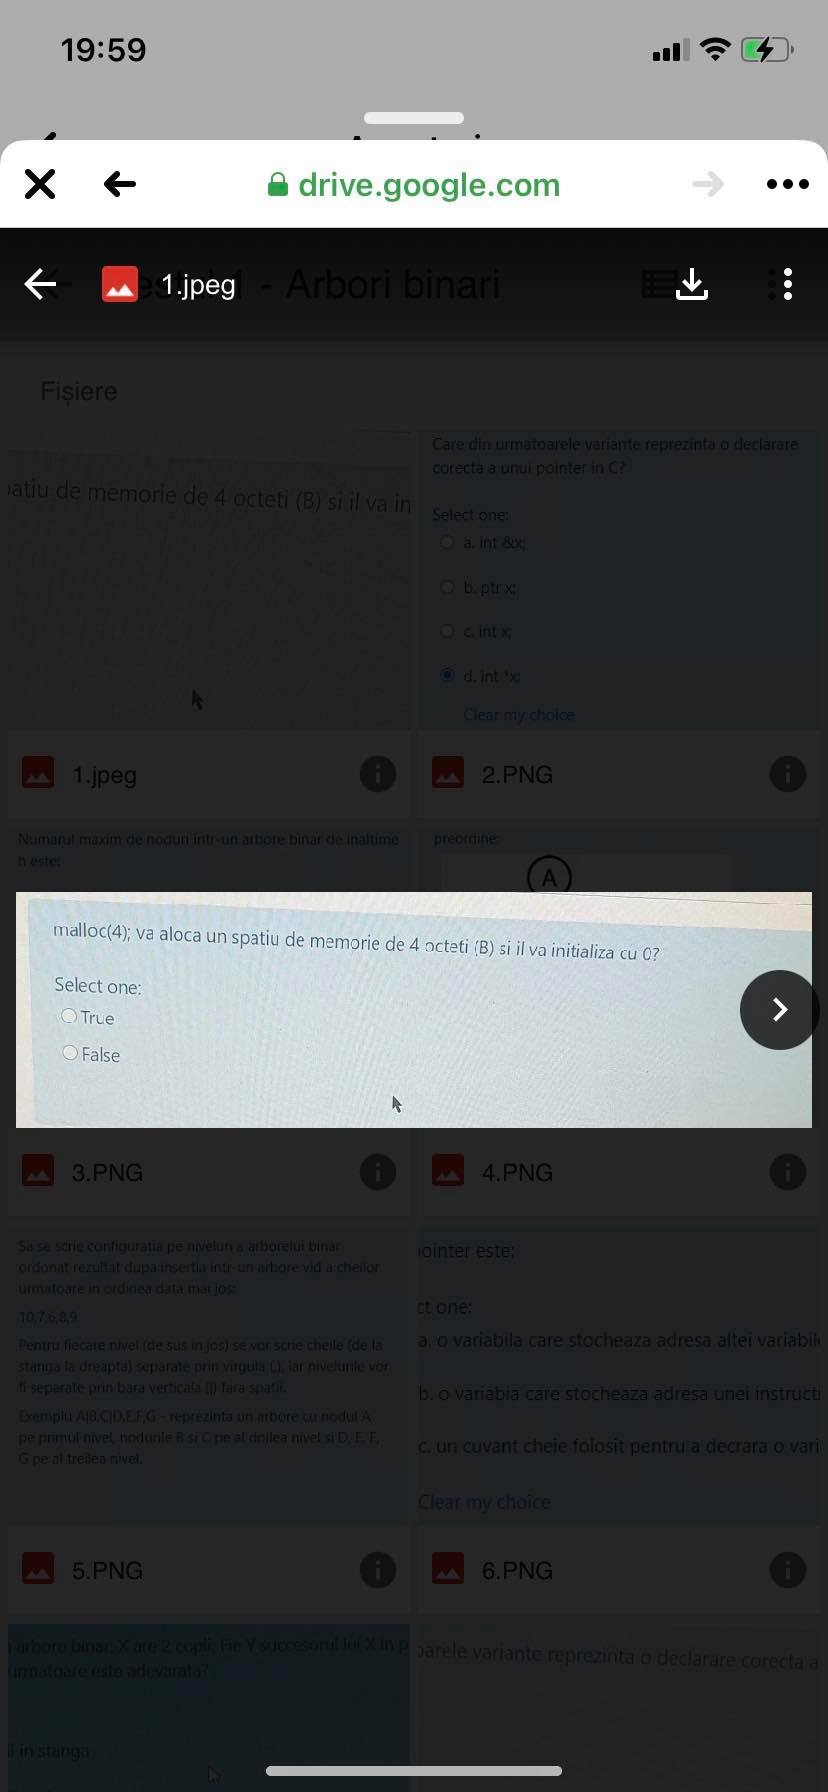 19:59
drive.google.com
1.jpeg
- Arbori binari
Fișiere
patiu de memorie de 4 octeti (B) si il va in
Care din urmatoarele variante reprezinta o declarare
corecta a unui pointer in C?
Select one:
a. int &x;
b. ptr x;
c. int x;
d. int *x;
Clear my choice
1.jpeg
2.PNG
Numarul maxim de noduri intr-un arbore binar de inaltime
h este:
preordine:
A
malloc(4); va aloca un spatiu de memorie de 4 octeti (B) si il va initializa cu 0?
Select one:
True
False
3.PNG
4.PNG
Sa se scrie configuratia pe niveluri a arborelui binar
ordonat rezultat dupa insertia intr-un arbore vid a cheilor
urmatoare in ordinea data mai jos:
10,7,6,8,9
Pentru fiecare nivel (de sus in jos) se vor scrie cheile (de la
stanga la dreapta) separate prin virgula (,), iar nivelurile vor
fi separate prin bara verticala (|) fara spatii.
Exemplu A|B,C|D,E,F,G - reprezinta un arbore cu nodul A
pe primul nivel, nodurile B si C pe al doilea nivel si D, E, F,
G pe al treilea nivel.
ointer este:
ct one:
a. o variabila care stocheaza adresa altei variabil
b. o variabia care stocheaza adresa unei instructi
c. un cuvant cheie folosit pentru a decrara o vari
Clear my choice
5.PNG
6.PNG
arbore binar, X are 2 copii. Fie Y succesorul lui X in p
urmatoare este adevarata?
in stanga
oarele variante reprezinta o declarare corecta a